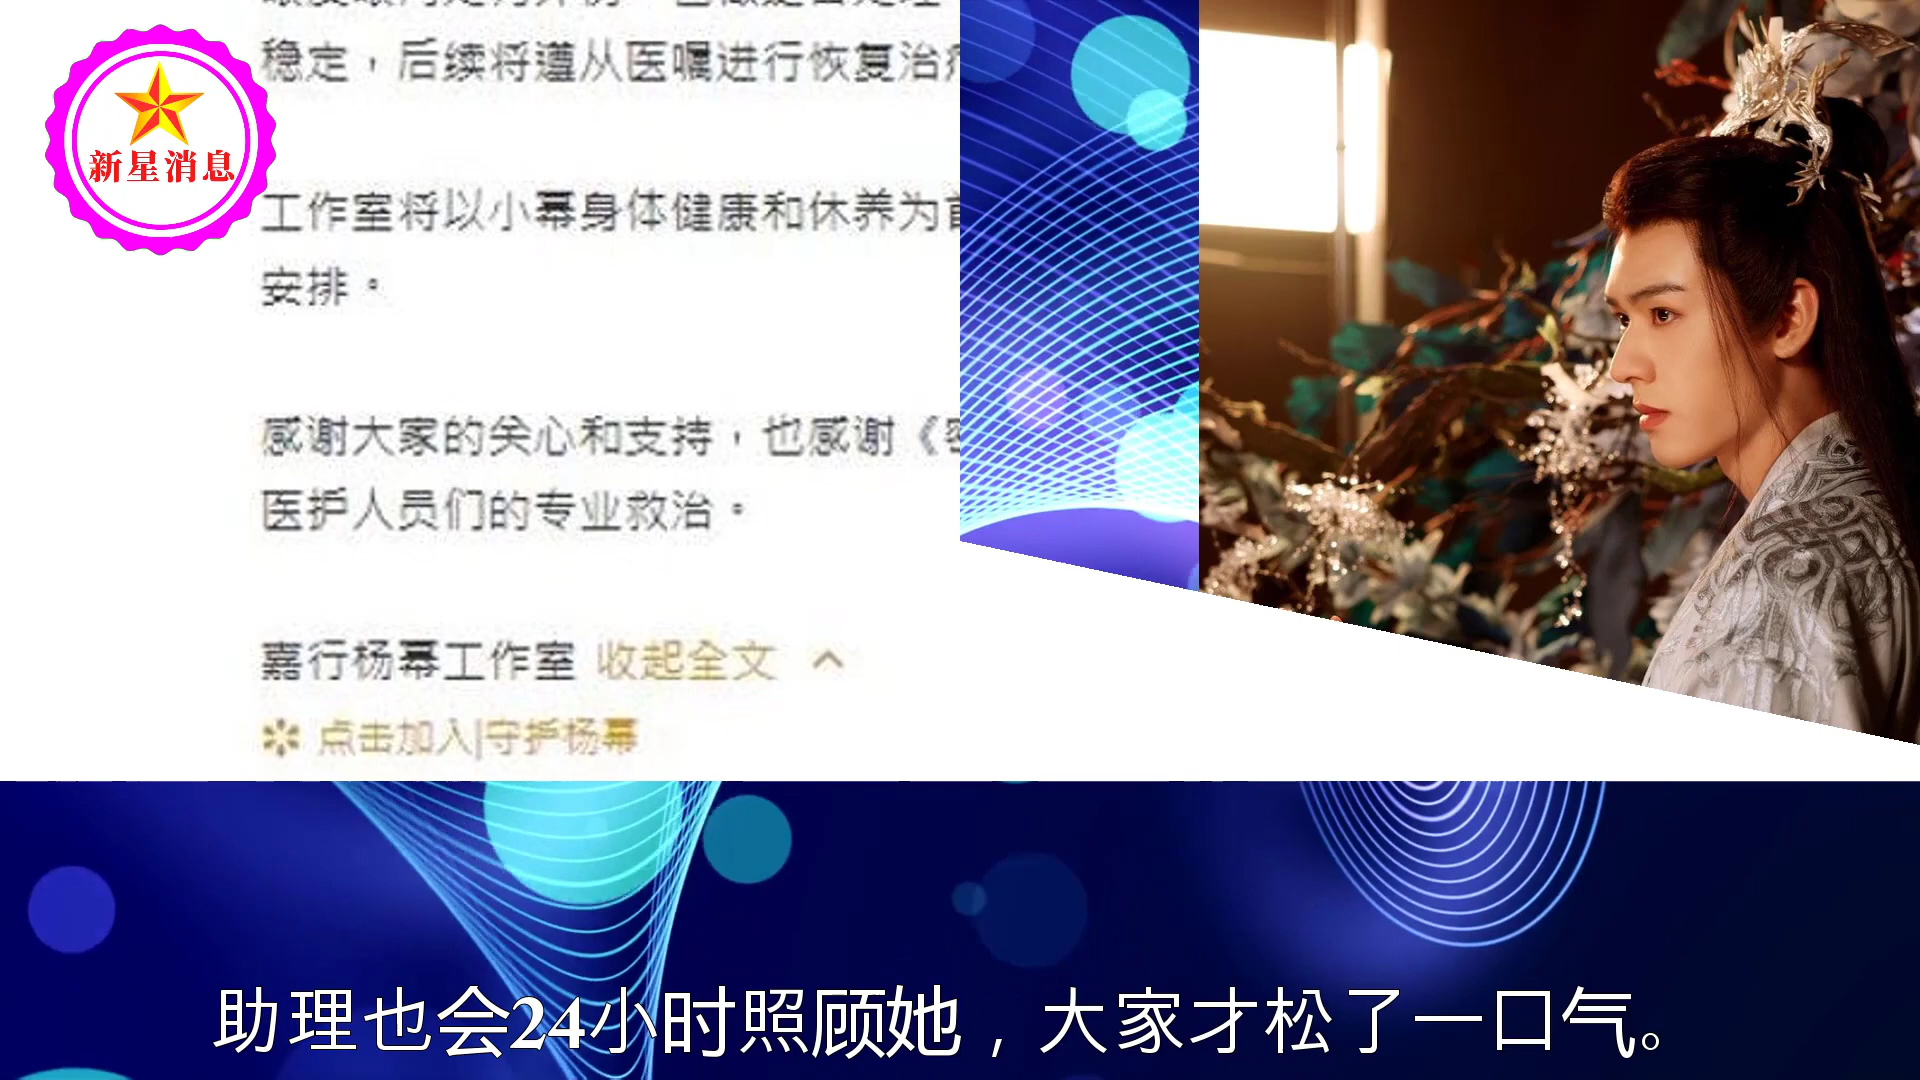 新星消息
稳定，后续将遵从医嘱进行恢复治疗
工作室将以小幂身体健康和休养为首
安排。
感谢大家的关心和支持，也感谢《密
医护人员们的专业救治。
嘉行杨幂工作室 收起全文
点击加入|守护杨幂
助理也会24小时照顾她，大家才松了一口气。